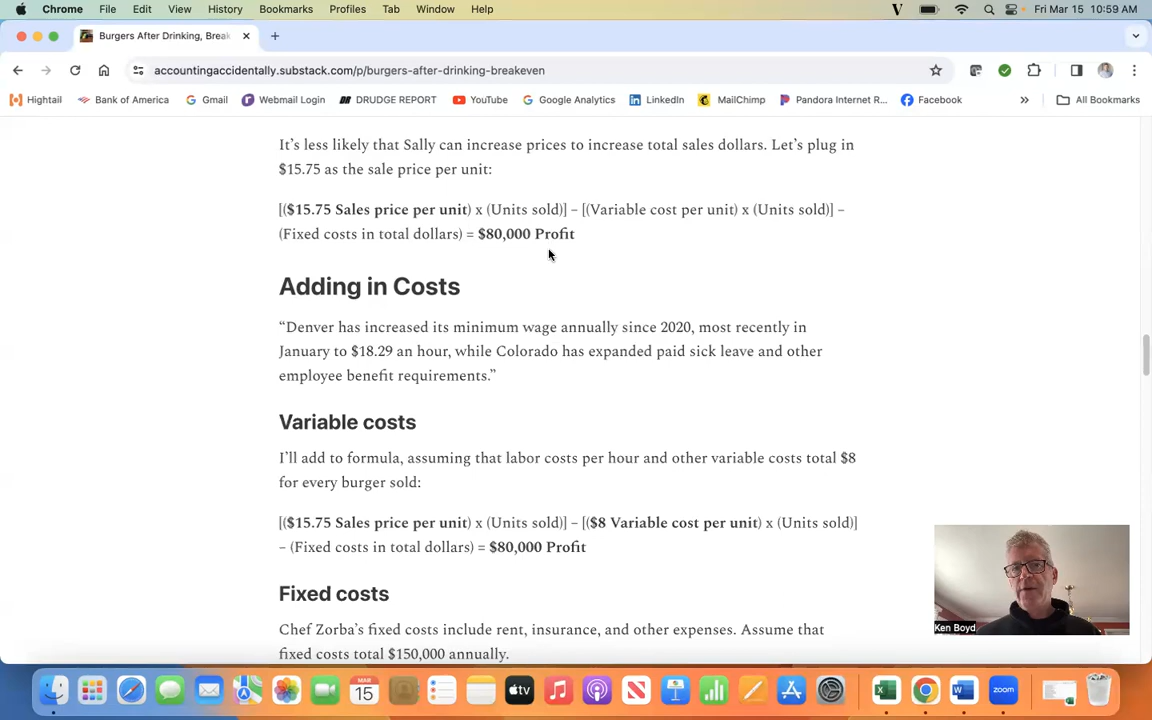 Chrome File Edit View History Bookmarks Profiles Tab Window Help Fri Mar 15 10:59 AM
Burgers After Drinking, Break
accountingaccidentally.substack.com/p/burgers-after-drinking-breakeven
Hightail Bank of America Gmail Webmail Login DRUDGE REPORT YouTube Google Analytics LinkedIn MailChimp Pandora Internet R... Facebook » All Bookmarks
It’s less likely that Sally can increase prices to increase total sales dollars. Let’s plug in
$15.75 as the sale price per unit:
[($15.75 Sales price per unit) x (Units sold)] – [(Variable cost per unit) x (Units sold)] –
(Fixed costs in total dollars) = $80,000 Profit
Adding in Costs
“Denver has increased its minimum wage annually since 2020, most recently in
January to $18.29 an hour, while Colorado has expanded paid sick leave and other
employee benefit requirements.”
Variable costs
I’ll add to formula, assuming that labor costs per hour and other variable costs total $8
for every burger sold:
[($15.75 Sales price per unit) x (Units sold)] – [($8 Variable cost per unit) x (Units sold)]
– (Fixed costs in total dollars) = $80,000 Profit
Fixed costs
Chef Zorba’s fixed costs include rent, insurance, and other expenses. Assume that
fixed costs total $150,000 annually.
Ken Boyd
MAR
15
tv
zoom